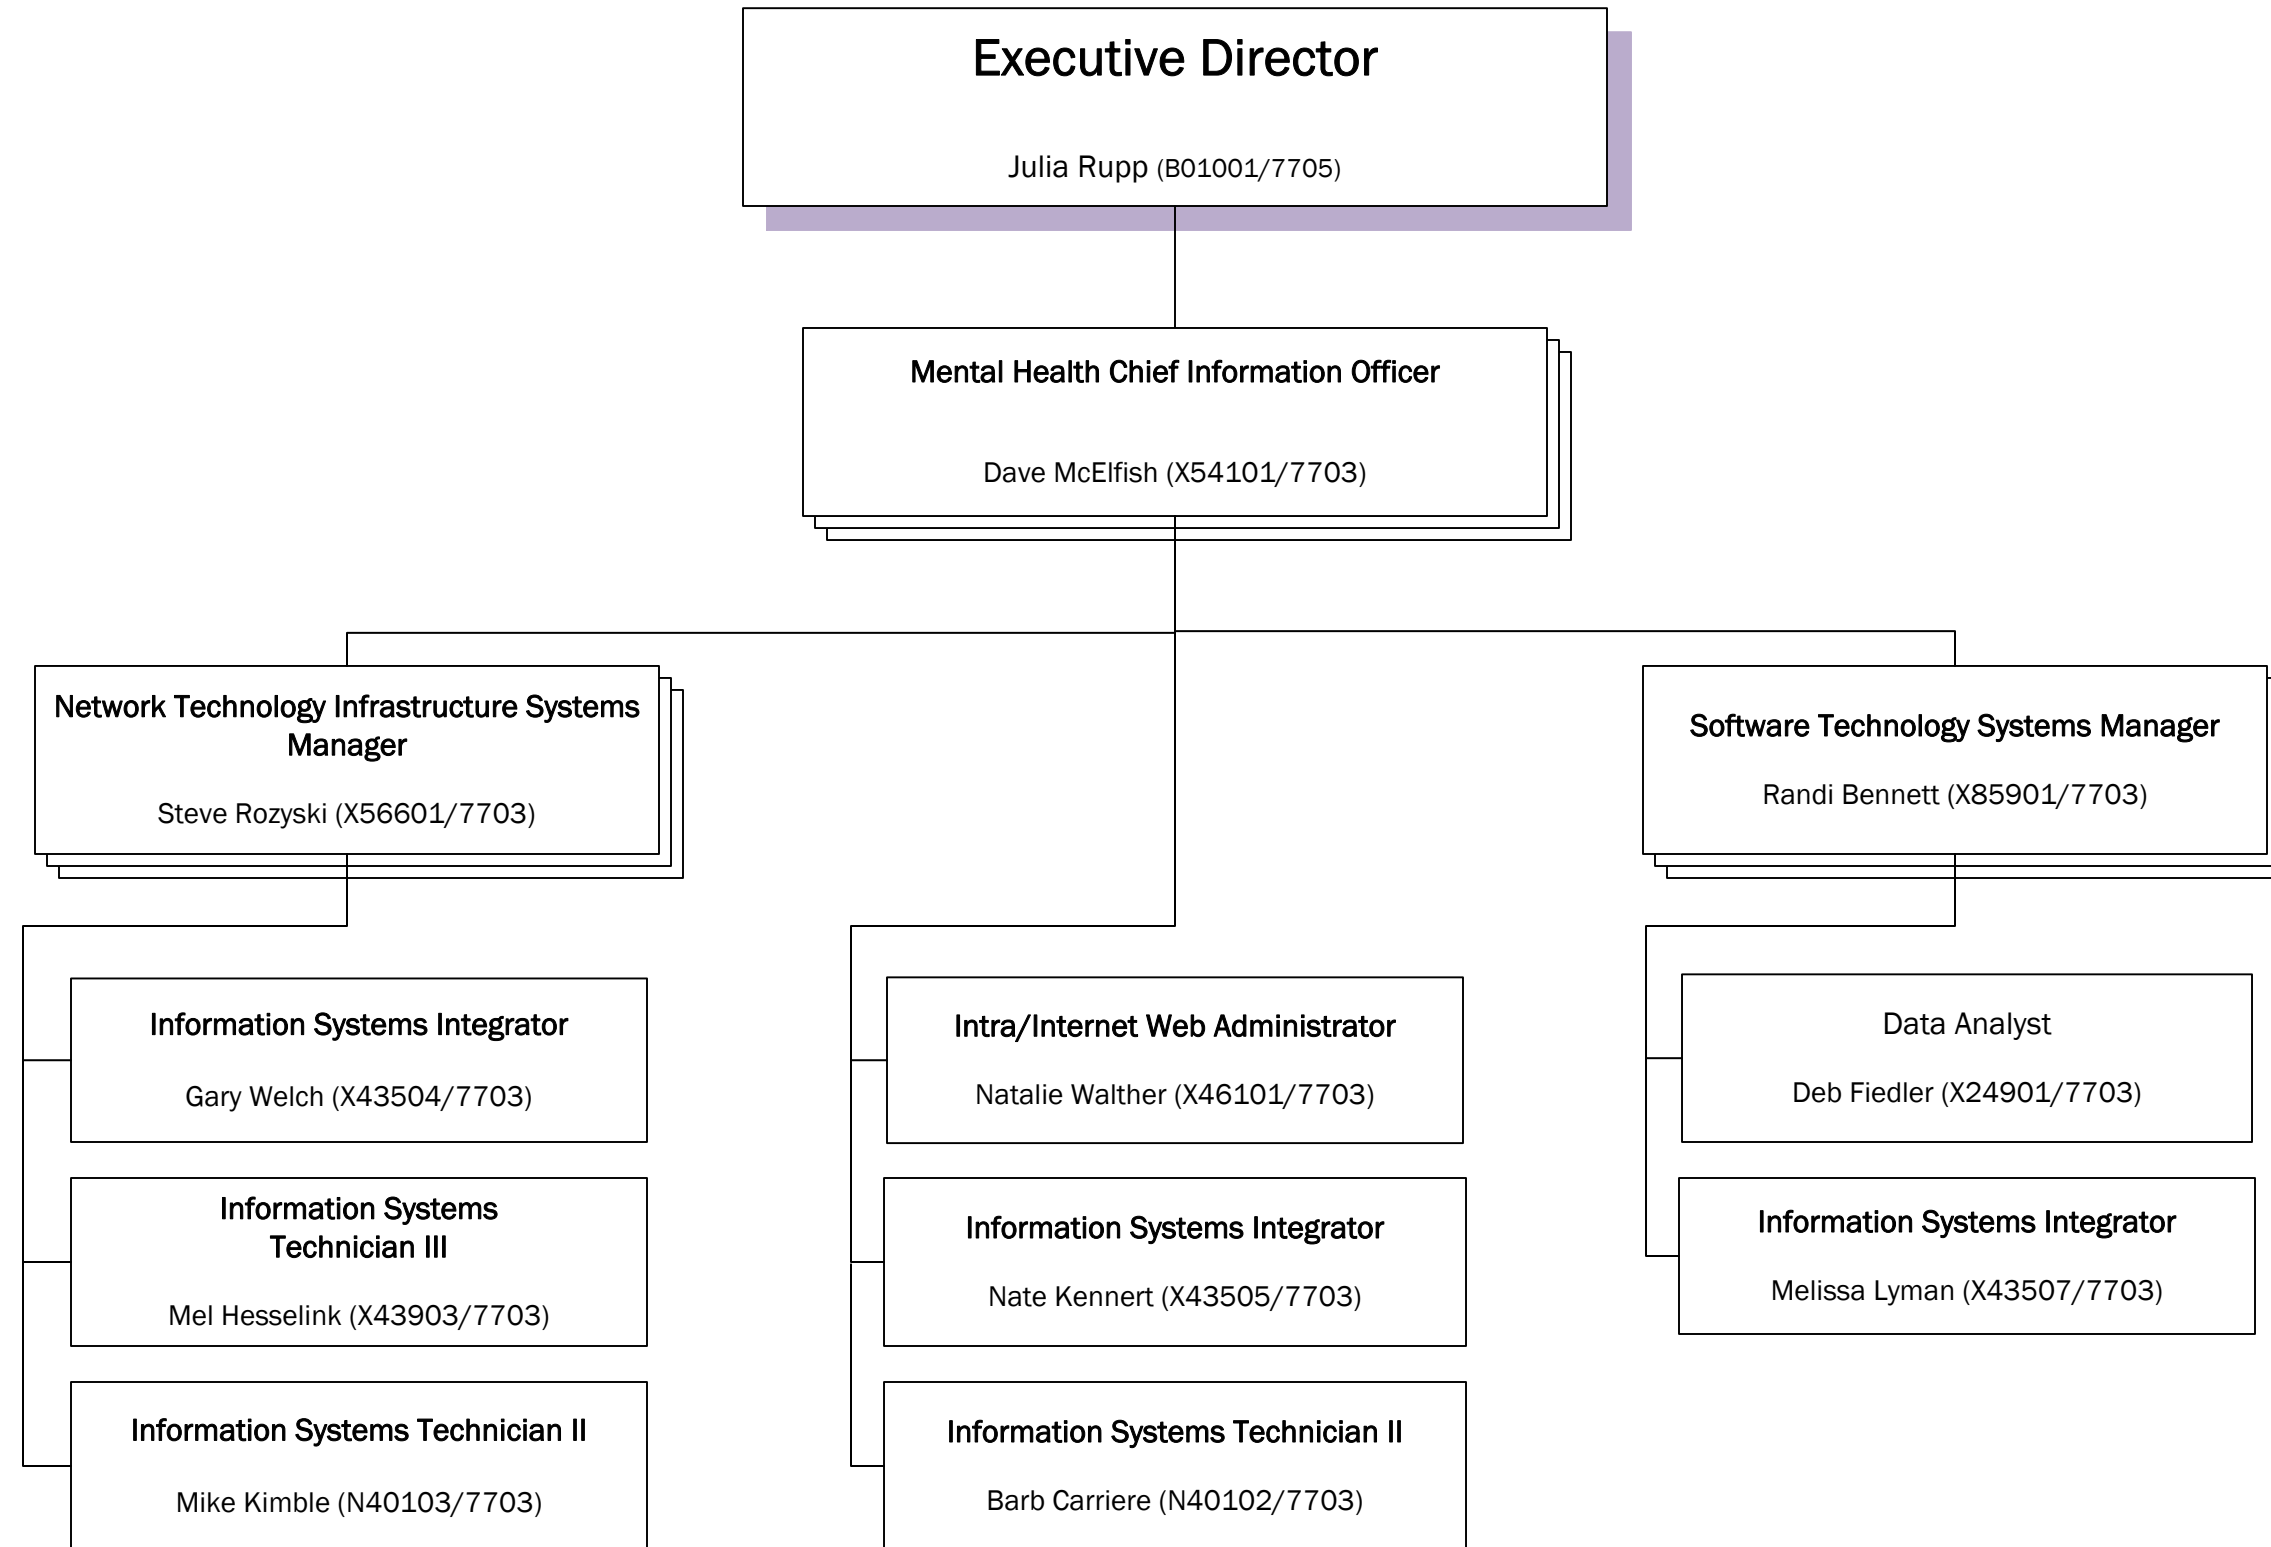 Executive Director
Julia Rupp (B01001/7705)
Mental Health Chief Information Officer
Dave McElfish (X54101/7703)
Network Technology Infrastructure Systems
Manager
Steve Rozyski (X56601/7703)
Software Technology Systems Manager
Randi Bennett (X85901/7703)
Information Systems Integrator
Gary Welch (X43504/7703)
Information Systems
Technician III
Mel Hesselink (X43903/7703)
Information Systems Technician II
Mike Kimble (N40103/7703)
Intra/Internet Web Administrator
Natalie Walther (X46101/7703)
Information Systems Integrator
Nate Kennert (X43505/7703)
Information Systems Technician II
Barb Carriere (N40102/7703)
Data Analyst
Deb Fiedler (X24901/7703)
Information Systems Integrator
Melissa Lyman (X43507/7703)